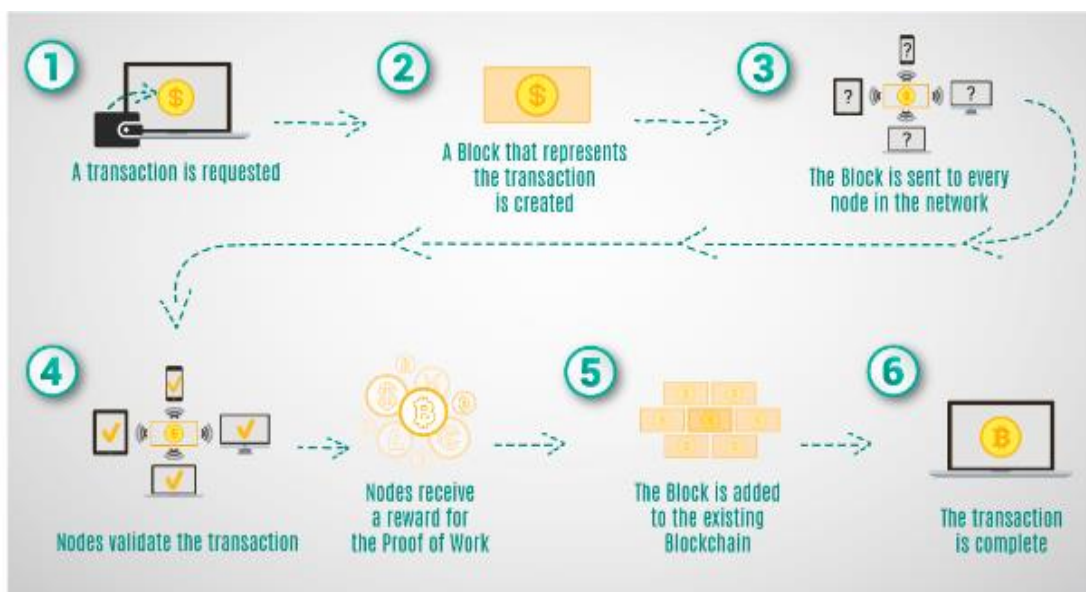 1
A transaction is requested
2
A Block that represents
the transaction
is created
3
The Block is sent to every
node in the network
4
Nodes validate the transaction
Nodes receive
a reward for
the Proof of Work
5
The Block is added
to the existing
Blockchain
6
The transaction
is complete